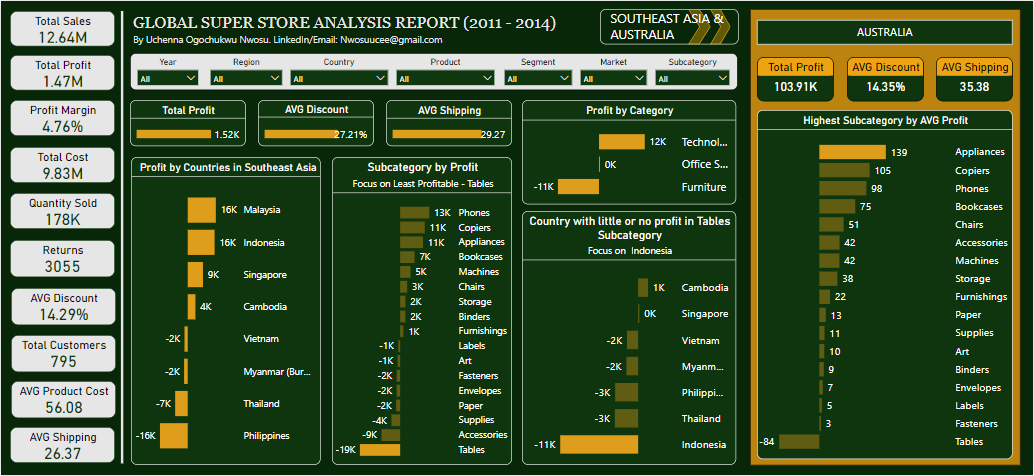 Total Sales
12.64M
Total Profit
1.47M
Profit Margin
4.76%
Total Cost
9.83M
Quantity Sold
178K
Returns
3055
AVG Discount
14.29%
Total Customers
795
AVG Product Cost
56.08
AVG Shipping
26.37
GLOBAL SUPER STORE ANALYSIS REPORT (2011 - 2014)
By Uchenna Ogochukwu Nwosu. LinkedIn/Email: Nwosuucee@gmail.com
SOUTHEAST ASIA &
AUSTRALIA
Year Region Country Product Segment Market Subcategory
All All All All All All All
Total Profit
1.52K
AVG Discount
27.21%
AVG Shipping
29.27
Profit by Category
12K Technol...
0K Office S...
-11K Furniture
Profit by Countries in Southeast Asia
16K Malaysia
16K Indonesia
9K Singapore
4K Cambodia
-2K Vietnam
-2K Myanmar (Bur...
-7K Thailand
-16K Philippines
Subcategory by Profit
Focus on Least Profitable - Tables
13K Phones
11K Copiers
11K Appliances
7K Bookcases
5K Machines
3K Chairs
2K Storage
2K Binders
1K Furnishings
-1K Labels
-1K Art
-2K Fasteners
-2K Envelopes
-2K Paper
-4K Supplies
-9K Accessories
-19K Tables
Country with little or no profit in Tables
Subcategory
Focus on Indonesia
1K Cambodia
0K Singapore
-2K Vietnam
-2K Myanm...
-3K Philippi...
-3K Thailand
-11K Indonesia
AUSTRALIA
Total Profit
103.91K
AVG Discount
14.35%
AVG Shipping
35.38
Highest Subcategory by AVG Profit
139 Appliances
105 Copiers
98 Phones
75 Bookcases
51 Chairs
42 Accessories
42 Machines
38 Storage
22 Furnishings
13 Paper
11 Supplies
10 Art
9 Binders
7 Envelopes
5 Labels
3 Fasteners
-84 Tables